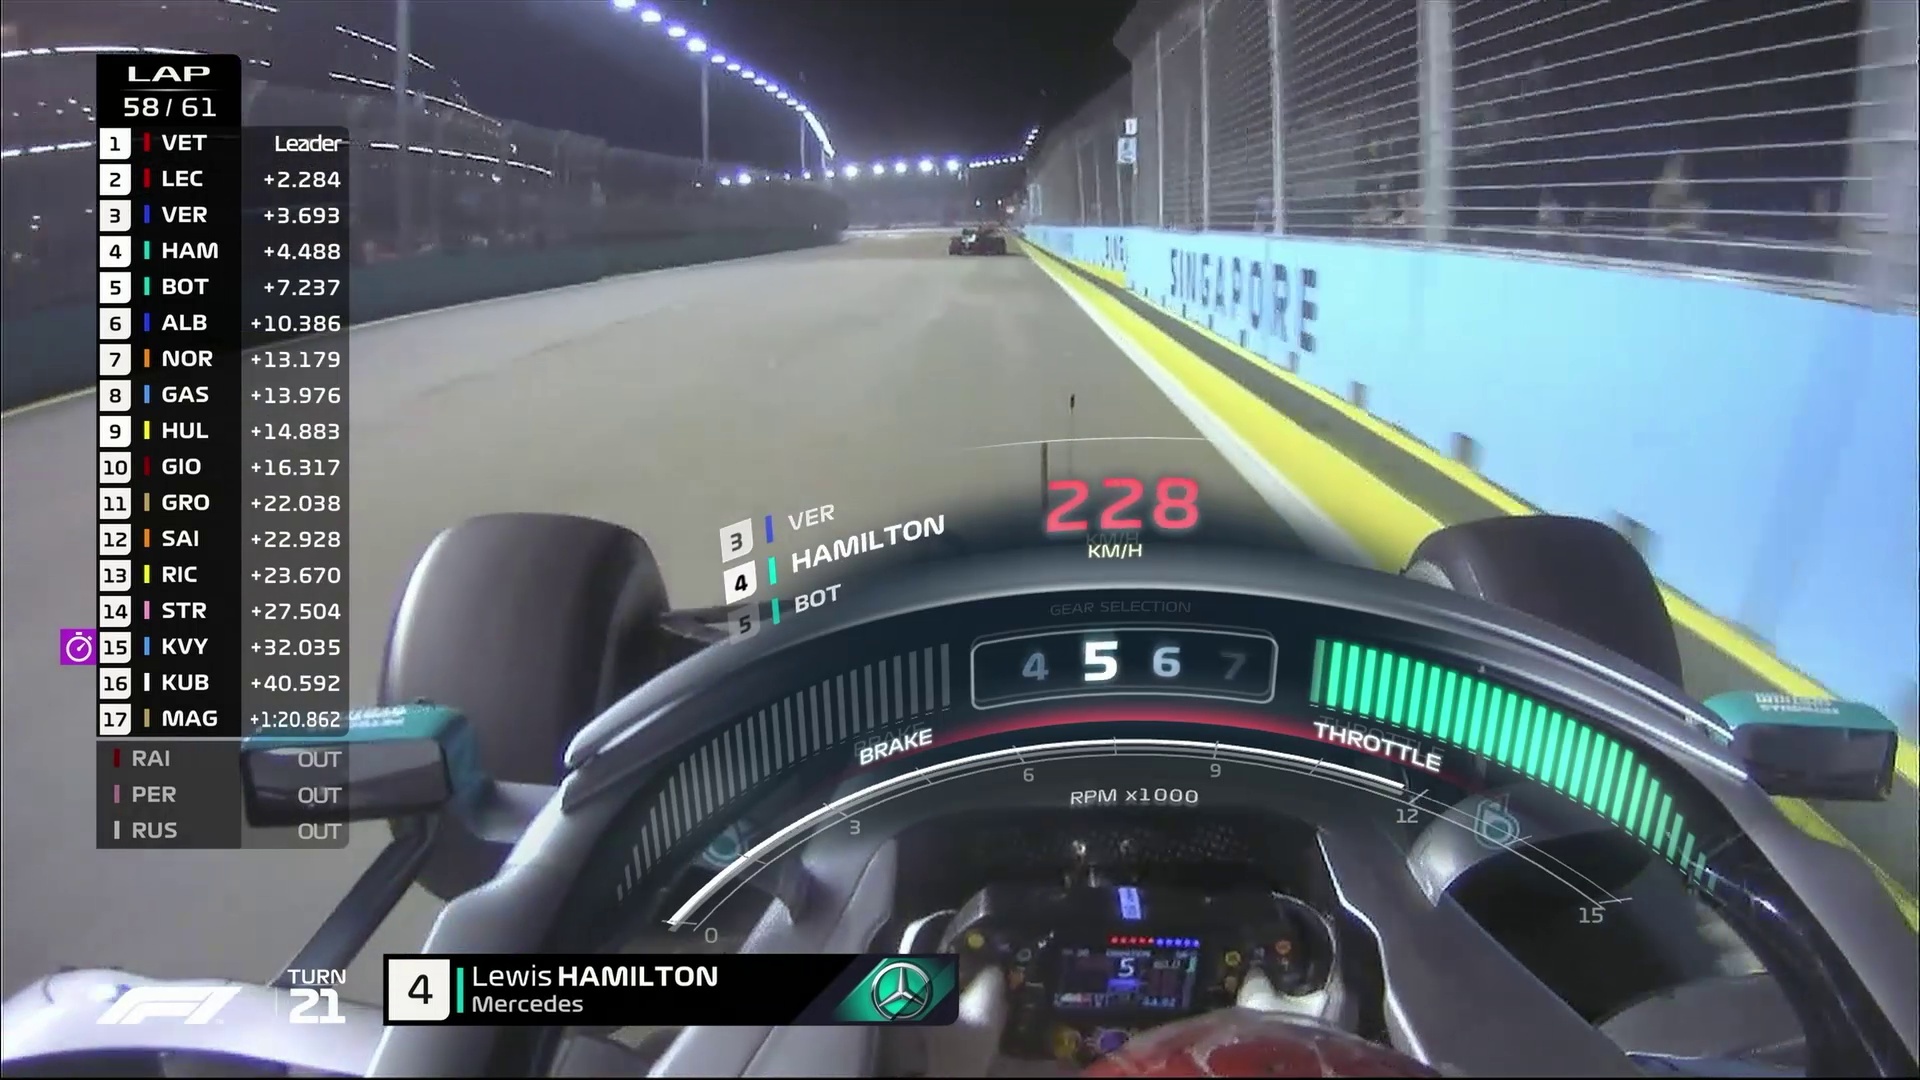 LAP
58 / 61
1 VET Leader
2 LEC +2.284
3 VER +3.693
4 HAM +4.488
5 BOT +7.237
6 ALB +10.386
7 NOR +13.179
8 GAS +13.976
9 HUL +14.883
10 GIO +16.317
11 GRO +22.038
12 SAI +22.928
13 RIC +23.670
14 STR +27.504
15 KVY +32.035
16 KUB +40.592
17 MAG +1:20.862
RAI OUT
PER OUT
RUS OUT
SINGAPORE
228
KM/H
3 VER
4 HAMILTON
5 BOT
GEAR SELECTION
4 5 6 7
BRAKE
THROTTLE
0 3 6 9 12 15
RPM x1000
5
F1
TURN
21
4
Lewis HAMILTON
Mercedes